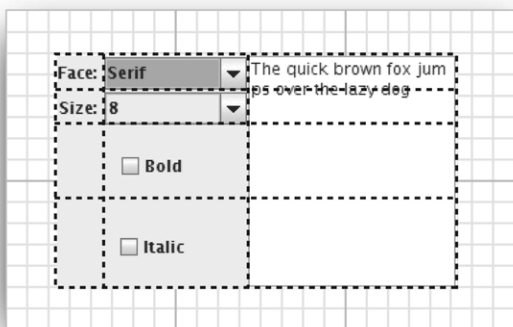 Face: Serif
The quick brown fox jum
ps over the lazy dog
Size: 8
Bold
Italic